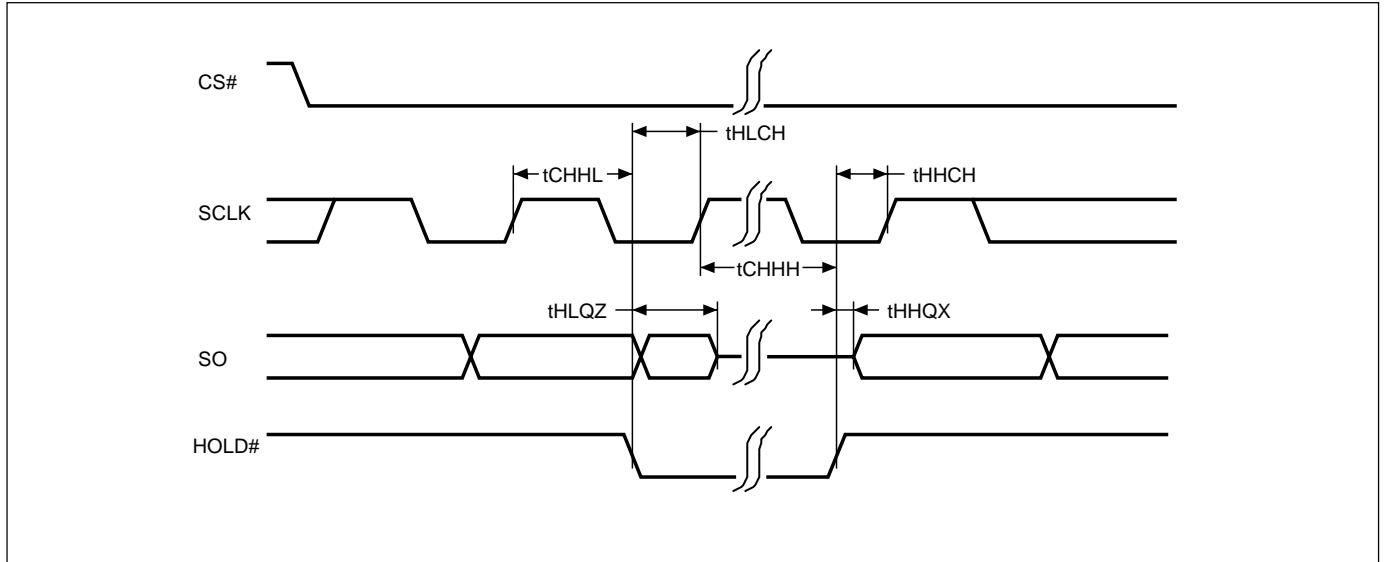 CS#
tHLCH
tCHHL
tHHCH
SCLK
tCHHH
tHLQZ
tHHQX
SO
HOLD#